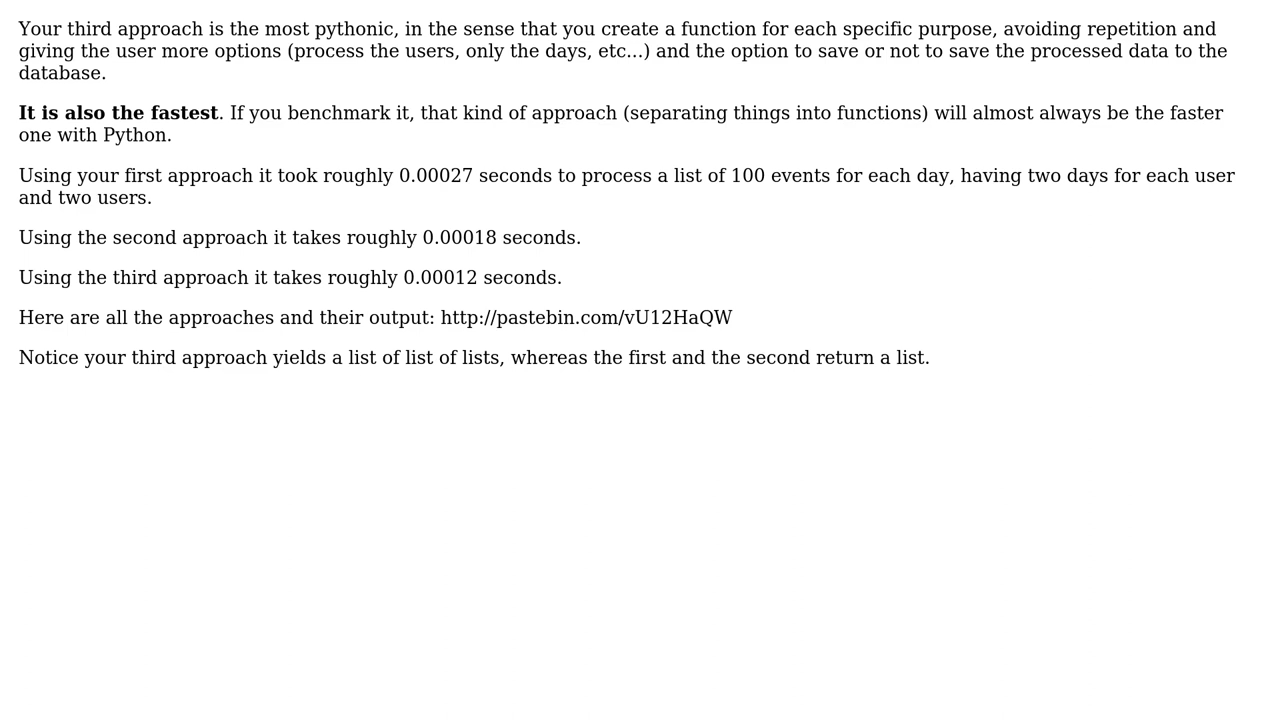 Your third approach is the most pythonic, in the sense that you create a function for each specific purpose, avoiding repetition and
giving the user more options (process the users, only the days, etc...) and the option to save or not to save the processed data to the
database.
It is also the fastest. If you benchmark it, that kind of approach (separating things into functions) will almost always be the faster
one with Python.
Using your first approach it took roughly 0.00027 seconds to process a list of 100 events for each day, having two days for each user
and two users.
Using the second approach it takes roughly 0.00018 seconds.
Using the third approach it takes roughly 0.00012 seconds.
Here are all the approaches and their output: http://pastebin.com/vU12HaQW
Notice your third approach yields a list of list of lists, whereas the first and the second return a list.